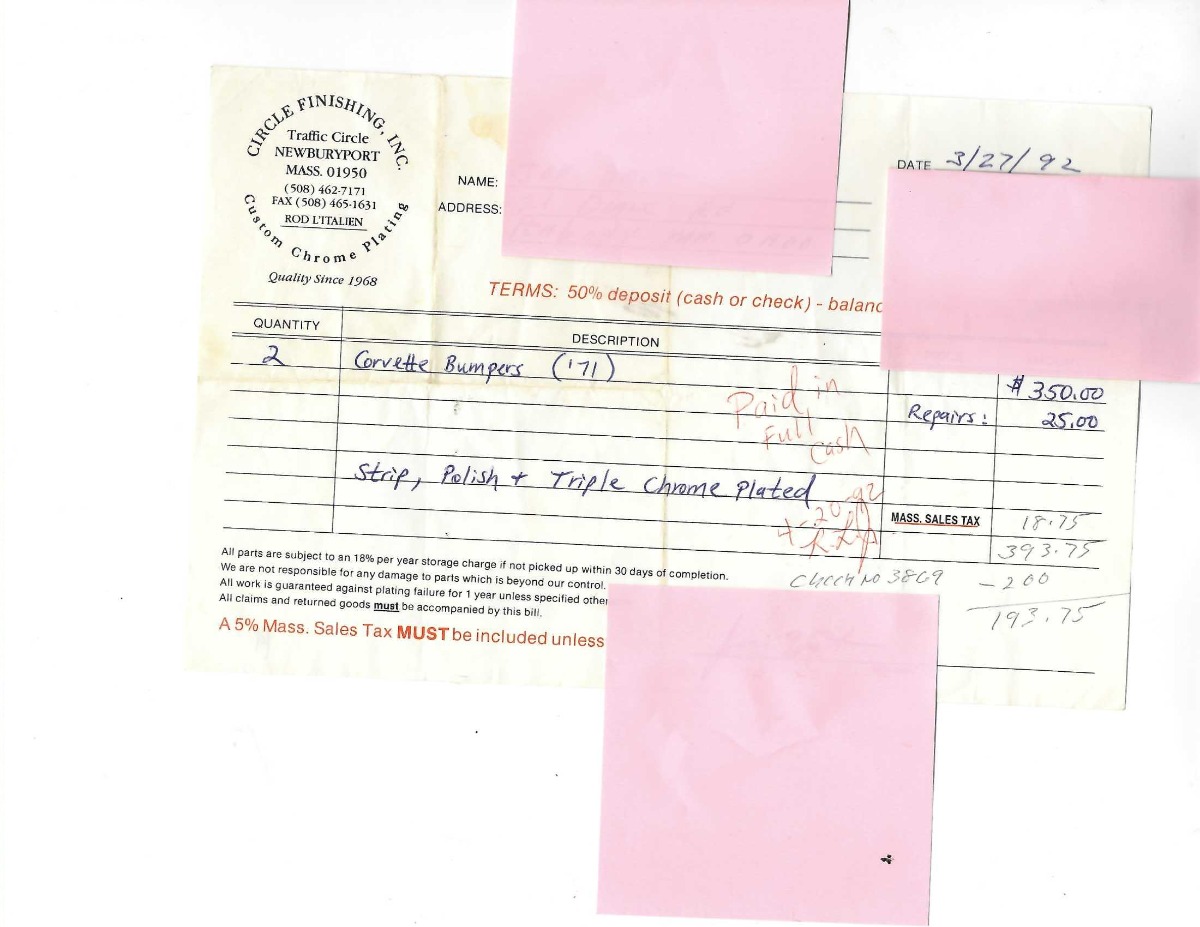 CIRCLE FINISHING, INC.
Traffic Circle
NEWBURYPORT
MASS. 01950
(508) 462-7171
FAX (508) 465-1631
ROD L'ITALIEN
Custom Chrome Plating
Quality Since 1968
NAME:
ADDRESS:
DATE 3/27/92
TERMS: 50% deposit (cash or check) - balanc
QUANTITY DESCRIPTION
2 Corvette Bumpers ('71) $350.00
Repairs: 25.00
Paid in
Full
Cash
Strip, Polish + Triple Chrome Plated
4-20-92
MASS. SALES TAX 18.75
393.75
Check No 3869 -200
193.75
All parts are subject to an 18% per year storage charge if not picked up within 30 days of completion.
We are not responsible for any damage to parts which is beyond our control.
All work is guaranteed against plating failure for 1 year unless specified other
All claims and returned goods must be accompanied by this bill.
A 5% Mass. Sales Tax MUST be included unless